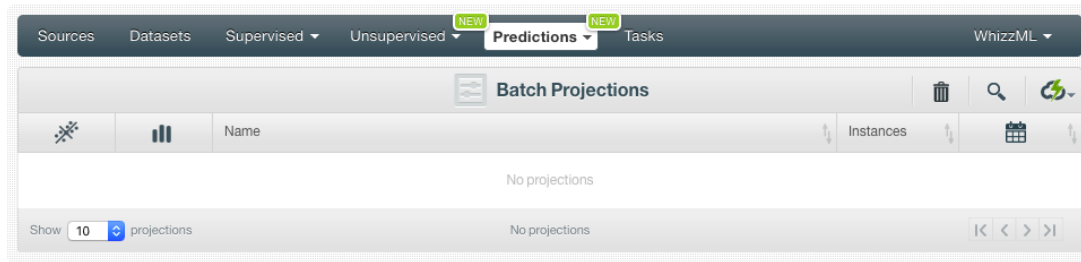 NEW NEW
Sources Datasets Supervised Unsupervised Predictions Tasks WhizzML
Batch Projections
Name Instances
No projections
Show 10 projections No projections